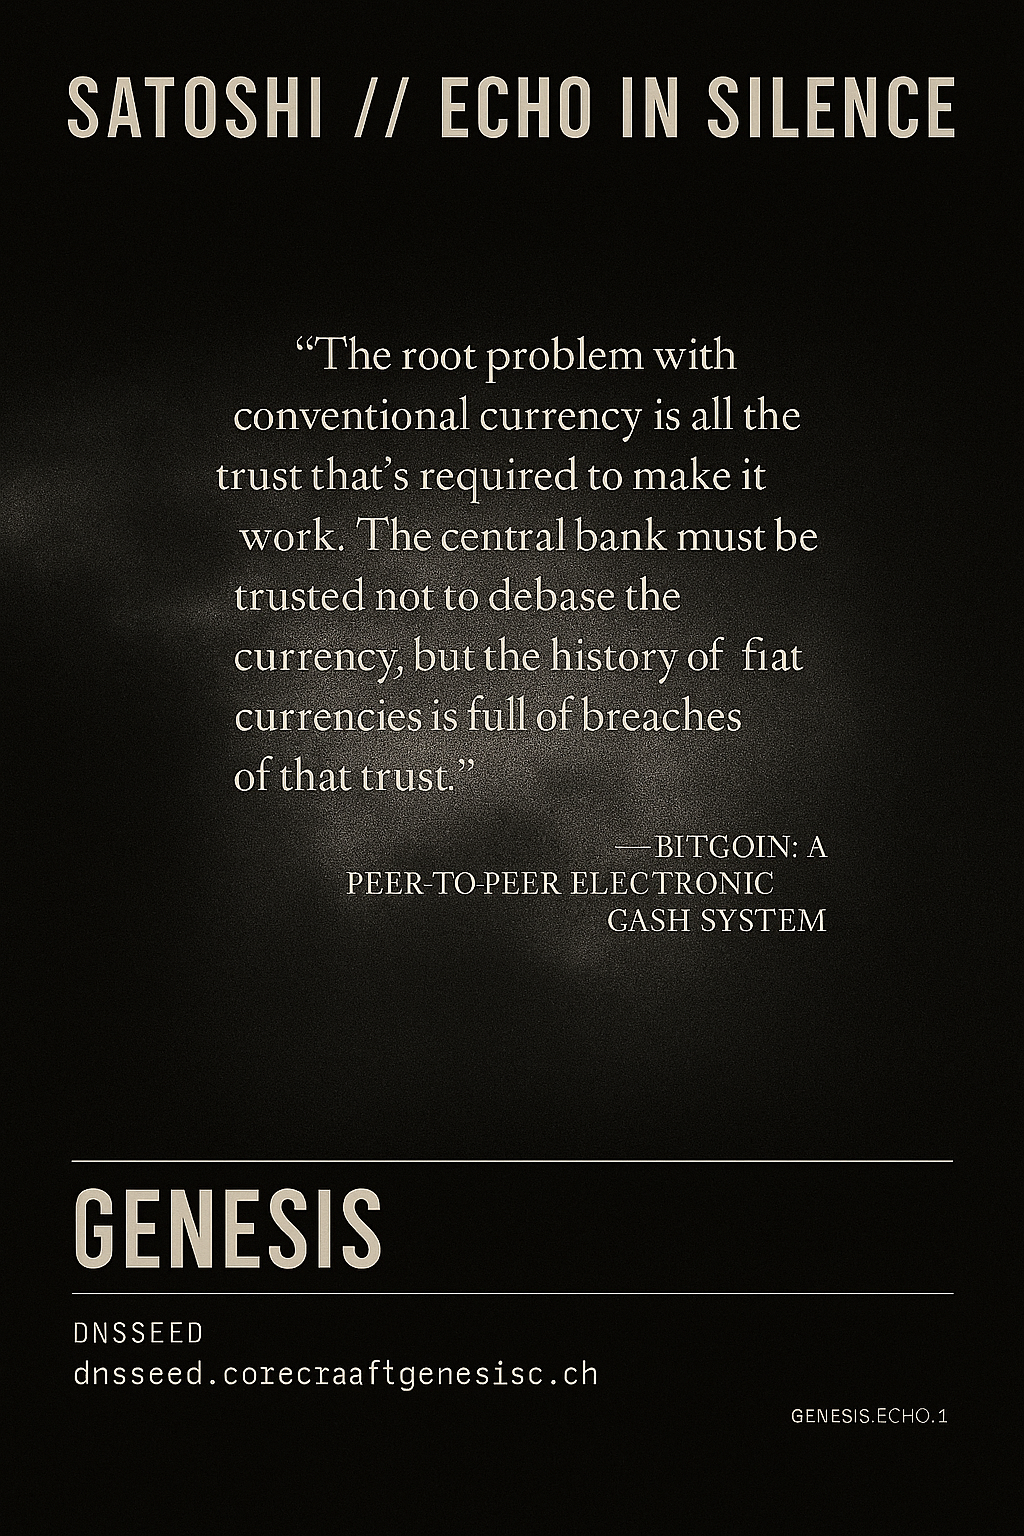 SATOSHI // ECHO IN SILENCE
“The root problem with
conventional currency is all the
trust that’s required to make it
work. The central bank must be
trusted not to debase the
currency, but the history of fiat
currencies is full of breaches
of that trust.”
—BITGOIN: A
PEER-TO-PEER ELECTRONIC
GASH SYSTEM
GENESIS
DNSSEED
dnsseed.corecraaftgenesisc.ch
GENESIS.ECHO.1